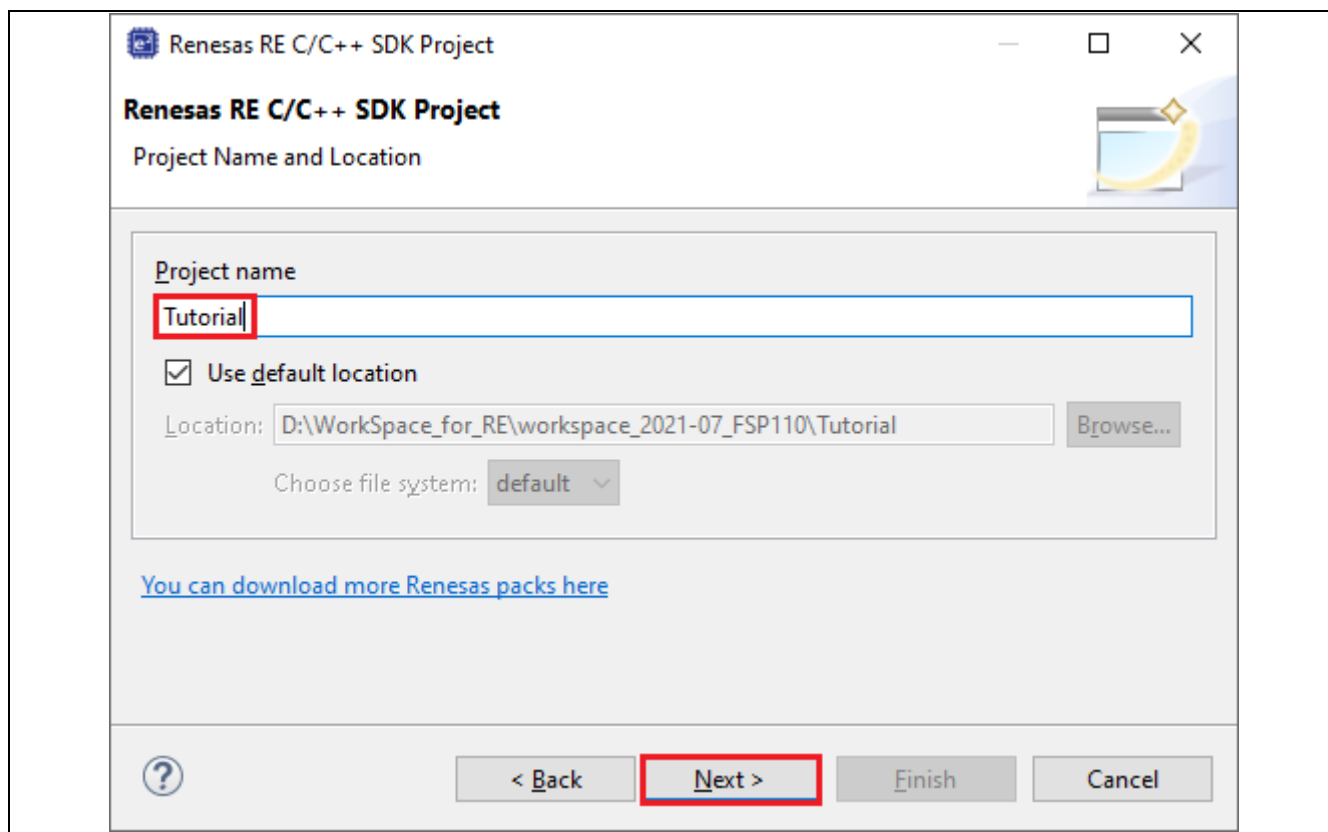 Renesas RE C/C++ SDK Project
Renesas RE C/C++ SDK Project
Project Name and Location
Project name
Tutorial
Use default location
Location: D:\WorkSpace_for_RE\workspace_2021-07_FSP110\Tutorial Browse...
Choose file system: default
You can download more Renesas packs here
? < Back Next > Finish Cancel